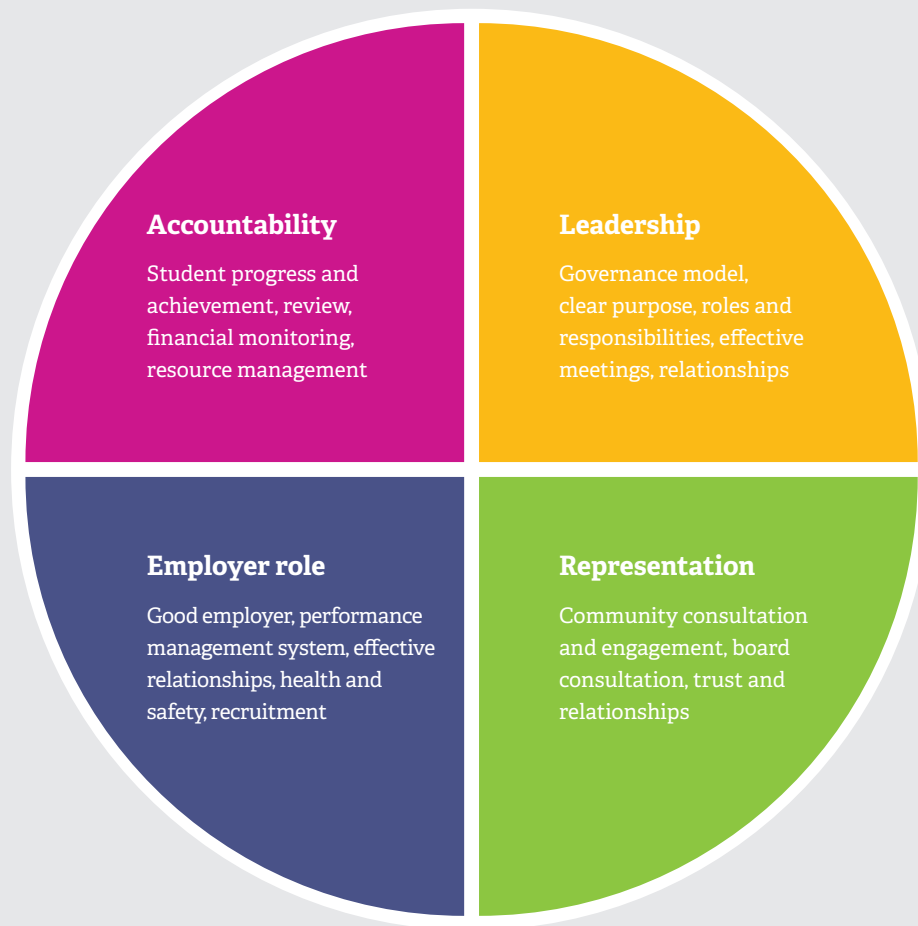 Accountability
Student progress and
achievement, review,
financial monitoring,
resource management
Leadership
Governance model,
clear purpose, roles and
responsibilities, effective
meetings, relationships
Employer role
Good employer, performance
management system, effective
relationships, health and
safety, recruitment
Representation
Community consultation
and engagement, board
consultation, trust and
relationships